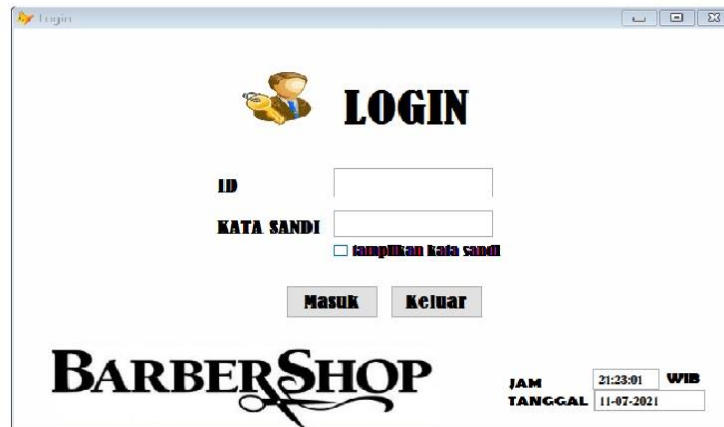 Login
LOGIN
ID
KATA SANDI
tampilkan kata sandi
Masuk Keluar
BARBERSHOP
JAM 21:23:01 WIB
TANGGAL 11-07-2021